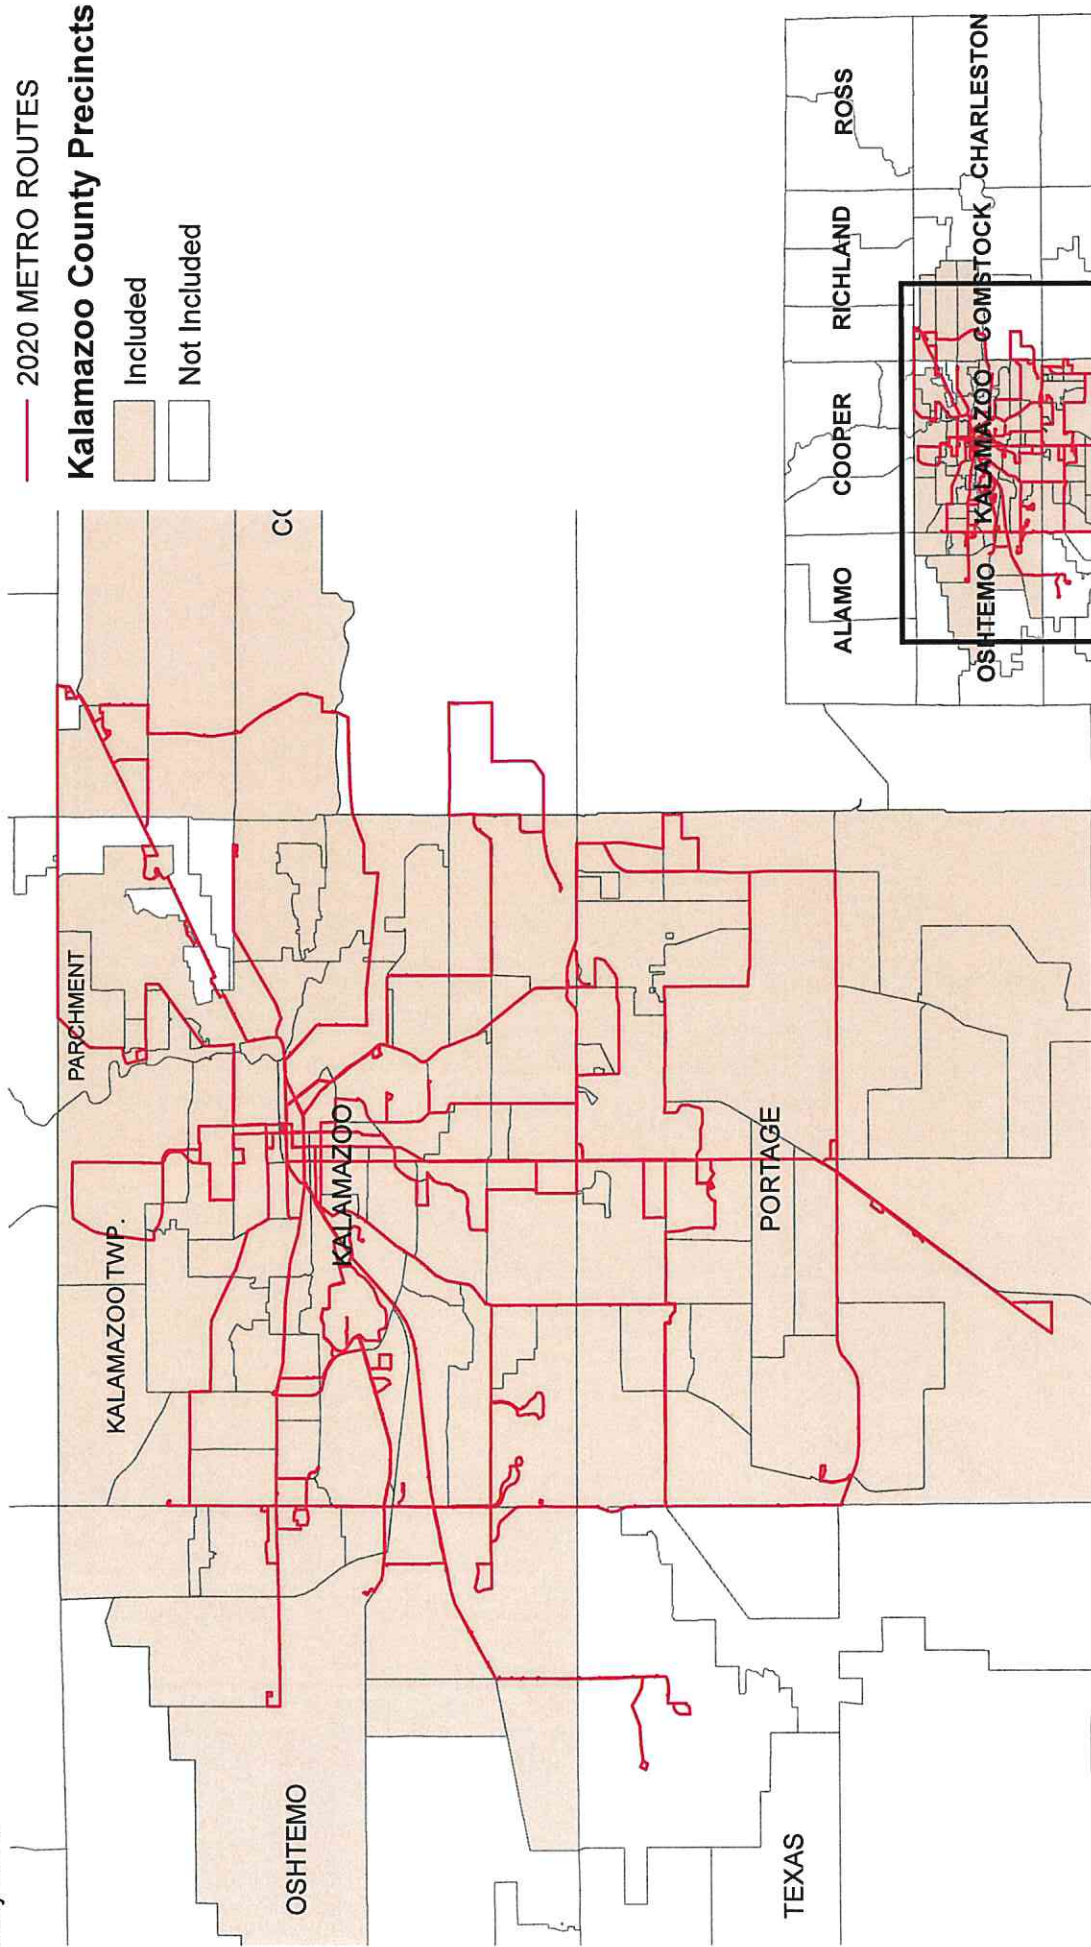 2020 METRO ROUTES
Kalamazoo County Precincts
Included
Not Included
CO
PARCHMENT
KALAMAZOO TWP.
KALAMAZOO
OSHTEMO
PORTAGE
TEXAS
ALAMO
COOPER
RICHLAND
ROSS
OSHTEMO
KALAMAZOO
COMSTOCK
CHARLESTON